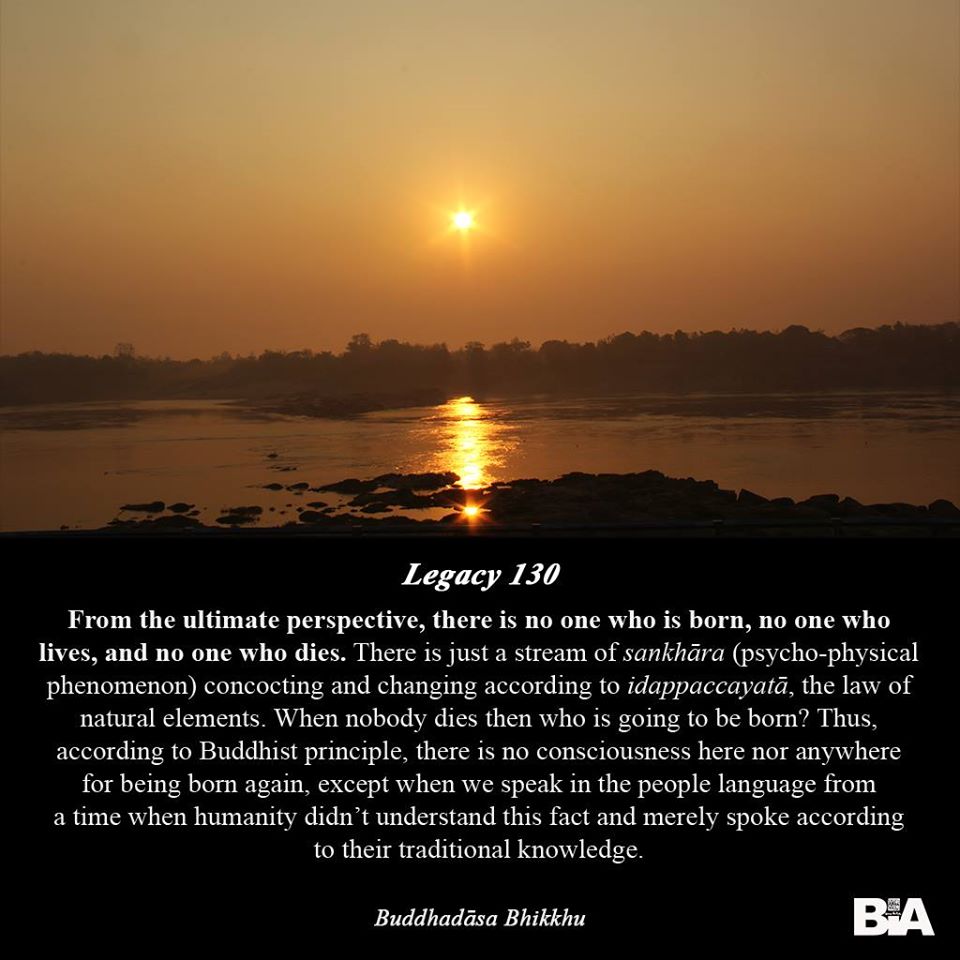 Legacy 130
From the ultimate perspective, there is no one who is born, no one who
lives, and no one who dies. There is just a stream of sankhāra (psycho-physical
phenomenon) concocting and changing according to idappaccayatā, the law of
natural elements. When nobody dies then who is going to be born? Thus,
according to Buddhist principle, there is no consciousness here nor anywhere
for being born again, except when we speak in the people language from
a time when humanity didn’t understand this fact and merely spoke according
to their traditional knowledge.
Buddhadāsa Bhikkhu
BIA